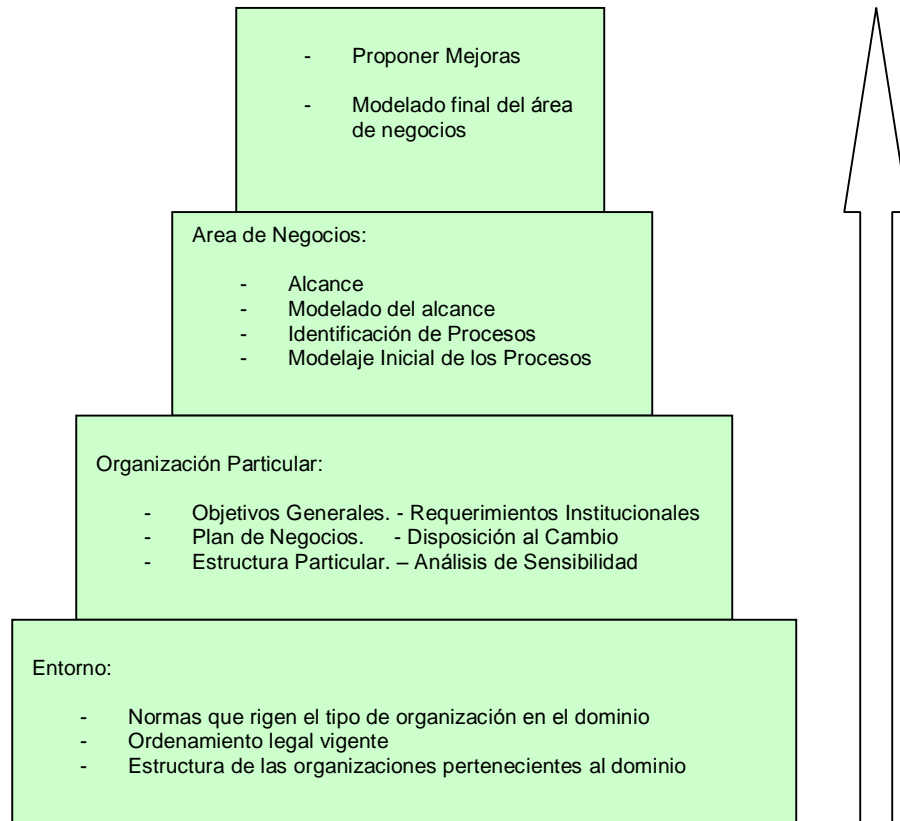 - Proponer Mejoras
- Modelado final del área
de negocios
Area de Negocios:
- Alcance
- Modelado del alcance
- Identificación de Procesos
- Modelaje Inicial de los Procesos
Organización Particular:
- Objetivos Generales. - Requerimientos Institucionales
- Plan de Negocios. - Disposición al Cambio
- Estructura Particular. – Análisis de Sensibilidad
Entorno:
- Normas que rigen el tipo de organización en el dominio
- Ordenamiento legal vigente
- Estructura de las organizaciones pertenecientes al dominio